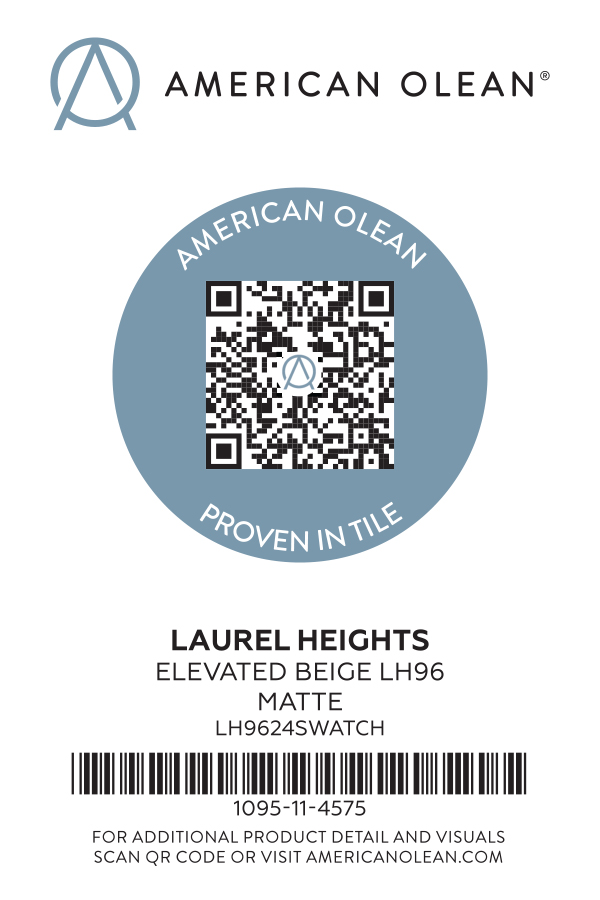 AMERICAN OLEAN®
AMERICAN OLEAN
PROVEN IN TILE
LAUREL HEIGHTS
ELEVATED BEIGE LH96
MATTE
LH9624SWATCH
1095-11-4575
FOR ADDITIONAL PRODUCT DETAIL AND VISUALS
SCAN QR CODE OR VISIT AMERICANOLEAN.COM